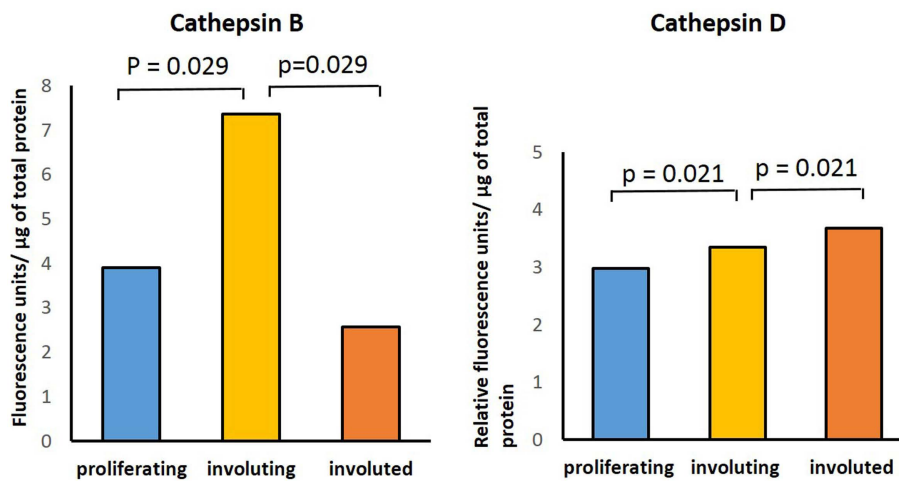 Cathepsin B
P = 0.029
p=0.029
Fluorescence units/ µg of total protein
8
7
6
5
4
3
2
1
0
proliferating
involuting
involuted
Cathepsin D
p = 0.021
p = 0.021
Relative fluorescence units/ µg of total
protein
5
4
3
2
1
0
proliferating
involuting
involuted